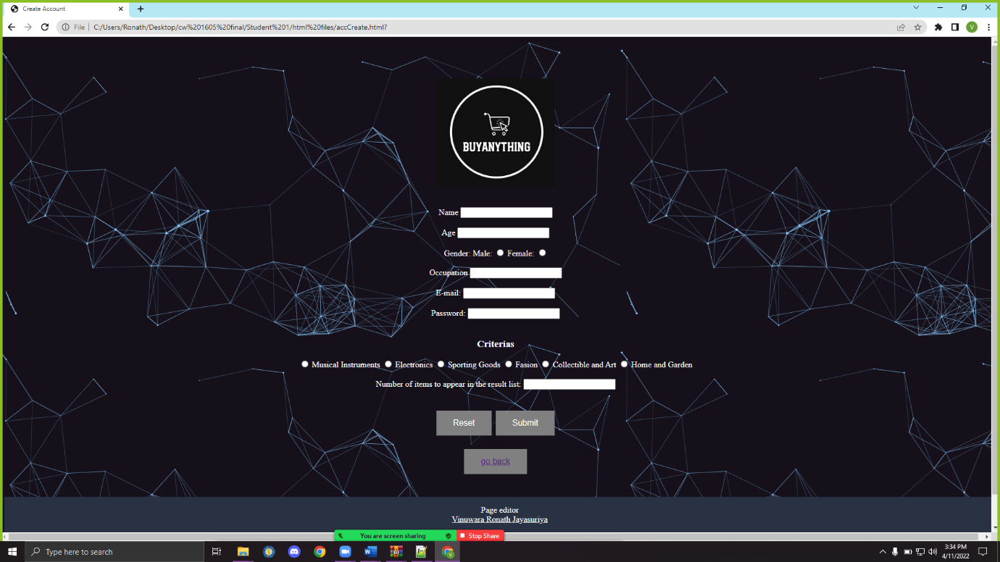 Create Account
File C:/Users/Ronath/Desktop/cw%201605%20final/Student%201/html%20files/accCreate.html?
V
BUYANYTHING
Name
Age
Gender: Male: Female:
Occupation
E-mail:
Password:
Criterias
Musical Instruments Electronics Sporting Goods Fasion Collectible and Art Home and Garden
Number of items to appear in the result list:
Reset Submit
go back
Page editor
Vinuwara Ronath Jayasuriya
You are screen sharing Stop Share
Type here to search
3:34 PM
4/11/2022